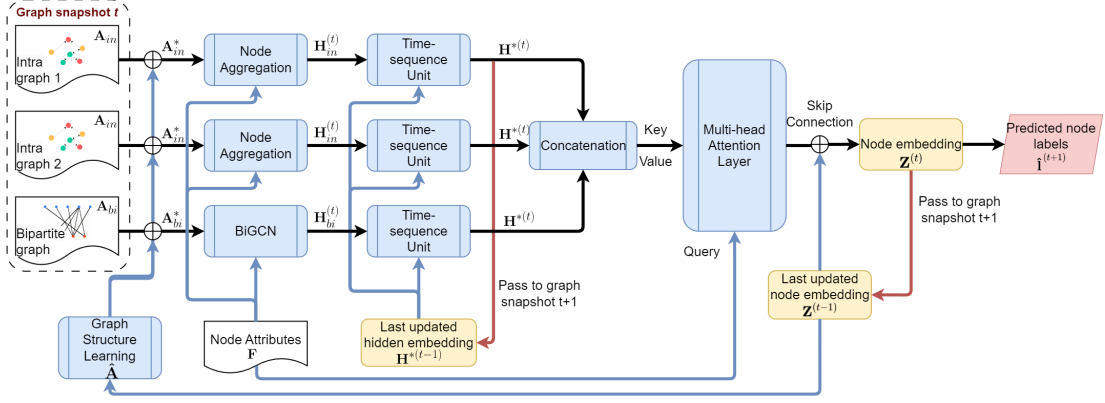 Graph snapshot t
A_in
Intra
graph 1
A*_in
Node
Aggregation
H_in^(t)
Time-
sequence
Unit
H*^(t)
A_in
Intra
graph 2
A*_in
Node
Aggregation
H_in^(t)
Time-
sequence
Unit
H*^(t)
Concatenation
Key
Value
Multi-head
Attention
Layer
Skip
Connection
Node embedding
Z^(t)
Predicted node
labels
l̂^(t+1)
A_bi
Bipartite
graph
A*_bi
BiGCN
H_bi^(t)
Time-
sequence
Unit
H*^(t)
Query
Pass to graph
snapshot t+1
Pass to graph
snapshot t+1
Last updated
node embedding
Z^(t−1)
Graph
Structure
Learning
Â
Node Attributes
F
Last updated
hidden embedding
H*^(t−1)